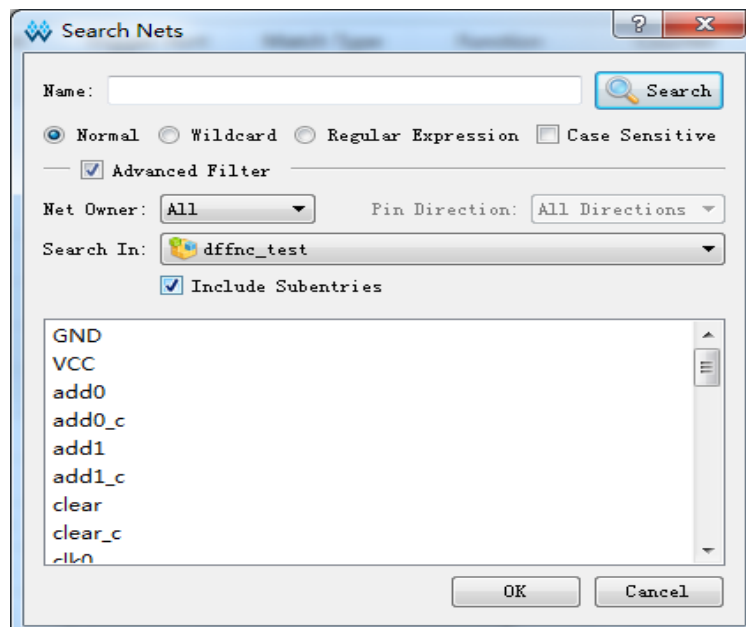 Search Nets
Name:
Search
Normal Wildcard Regular Expression Case Sensitive
Advanced Filter
Net Owner: All Pin Direction: All Directions
Search In: dffnc_test
Include Subentries
GND
VCC
add0
add0_c
add1
add1_c
clear
clear_c
clk0
OK Cancel